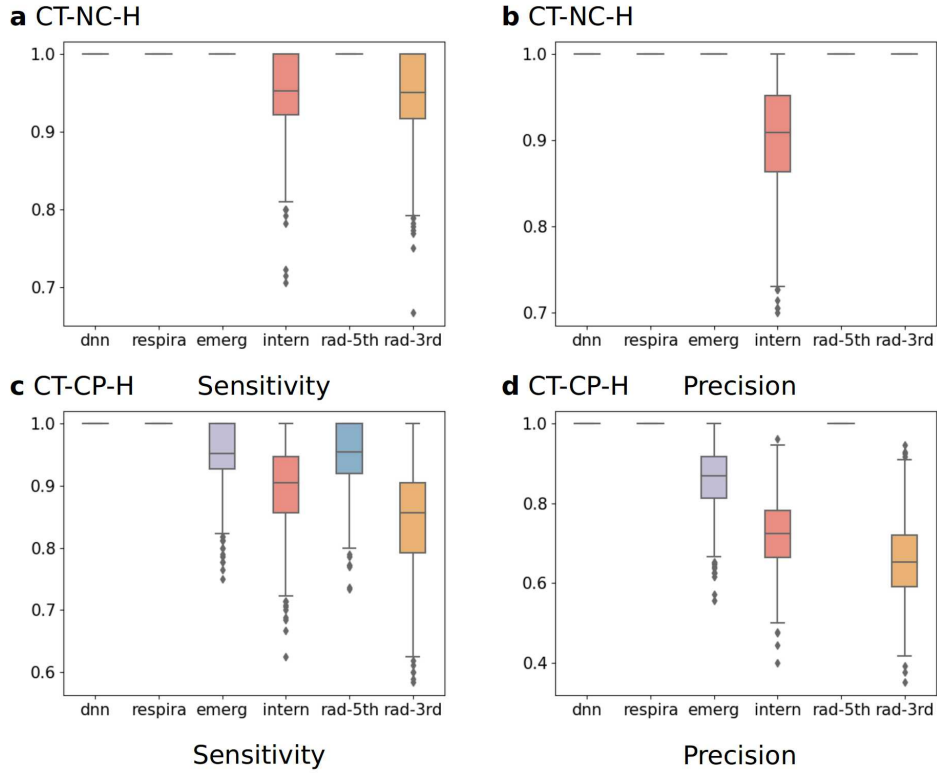 a CT-NC-H
b CT-NC-H
1.0
0.9
0.8
0.7
dnn respira emerg intern rad-5th rad-3rd
1.0
0.9
0.8
0.7
dnn respira emerg intern rad-5th rad-3rd
c CT-CP-H Sensitivity
d CT-CP-H Precision
1.0
0.9
0.8
0.7
0.6
dnn respira emerg intern rad-5th rad-3rd
1.0
0.8
0.6
0.4
dnn respira emerg intern rad-5th rad-3rd
Sensitivity
Precision